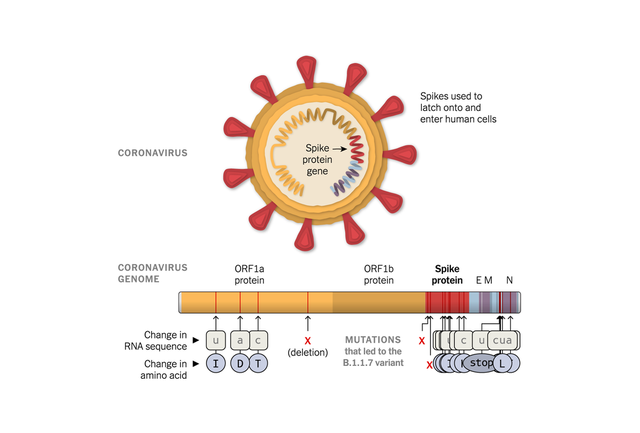 Spikes used to
latch onto and
enter human cells
CORONAVIRUS
Spike
protein
gene
CORONAVIRUS
GENOME
ORF1a
protein
ORF1b
protein
Spike
protein
E M
N
Change in
RNA sequence
u
a
c
X
(deletion)
MUTATIONS
that led to the
B.1.1.7 variant
X
c
u
cua
Change in
amino acid
I
D
T
X
I
stop
L